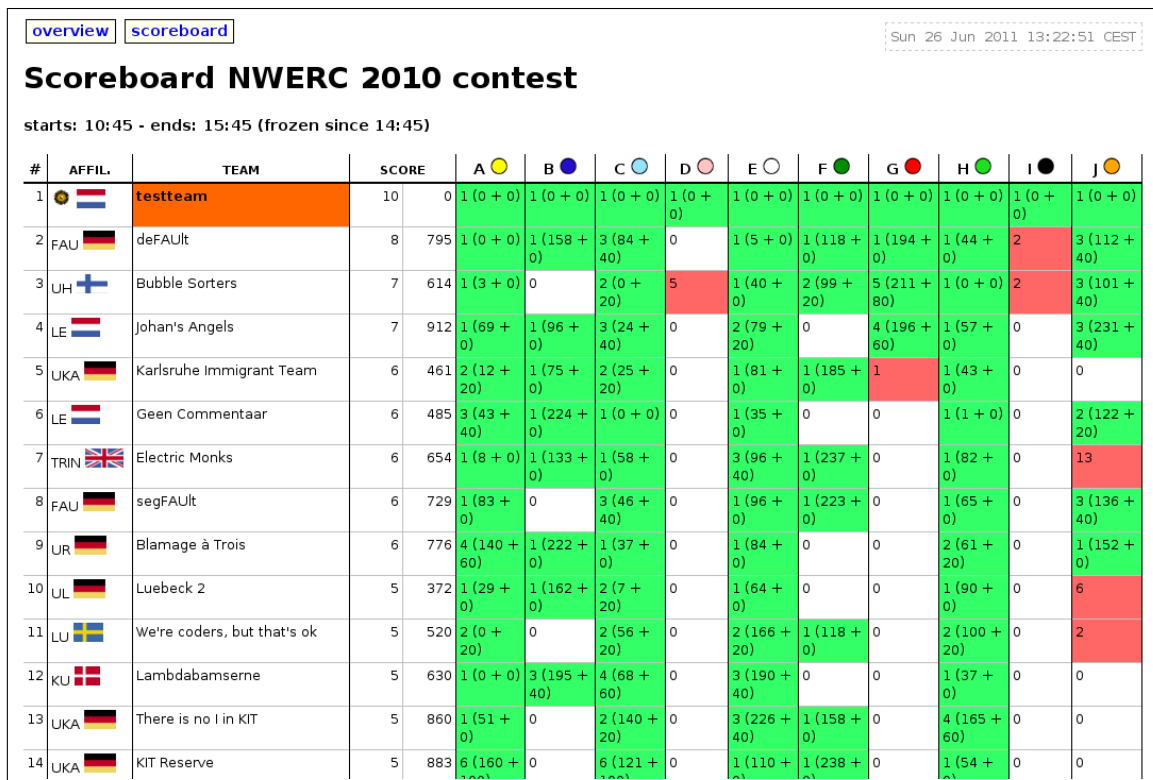 overview scoreboard
Sun 26 Jun 2011 13:22:51 CEST
Scoreboard NWERC 2010 contest
starts: 10:45 - ends: 15:45 (frozen since 14:45)
# AFFIL. TEAM SCORE A B C D E F G H I J
1 testteam 10 0 1 (0 + 0) 1 (0 + 0) 1 (0 + 0) 1 (0 + 1 (0 + 0) 1 (0 + 0) 1 (0 + 0) 1 (0 + 0) 1 (0 + 1 (0 + 0)
0) 0)
2 FAU deFAUlt 8 795 1 (0 + 0) 1 (158 + 3 (84 + 0 1 (5 + 0) 1 (118 + 1 (194 + 1 (44 + 2 3 (112 +
0) 40) 0) 0) 0) 40)
3 UH Bubble Sorters 7 614 1 (3 + 0) 0 2 (0 + 5 1 (40 + 2 (99 + 5 (211 + 1 (0 + 0) 2 3 (101 +
20) 0) 20) 80) 40)
4 LE Johan's Angels 7 912 1 (69 + 1 (96 + 3 (24 + 0 2 (79 + 0 4 (196 + 1 (57 + 0 3 (231 +
0) 0) 40) 20) 60) 0) 40)
5 UKA Karlsruhe Immigrant Team 6 461 2 (12 + 1 (75 + 2 (25 + 0 1 (81 + 1 (185 + 1 1 (43 + 0 0
20) 0) 20) 0) 0) 0)
6 LE Geen Commentaar 6 485 3 (43 + 1 (224 + 1 (0 + 0) 0 1 (35 + 0 0 1 (1 + 0) 0 2 (122 +
40) 0) 0) 20)
7 TRIN Electric Monks 6 654 1 (8 + 0) 1 (133 + 1 (58 + 0 3 (96 + 1 (237 + 0 1 (82 + 0 13
0) 0) 40) 0) 0)
8 FAU segFAUlt 6 729 1 (83 + 0 3 (46 + 0 1 (96 + 1 (223 + 0 1 (65 + 0 3 (136 +
0) 40) 0) 0) 0) 40)
9 UR Blamage à Trois 6 776 4 (140 + 1 (222 + 1 (37 + 0 1 (84 + 0 0 2 (61 + 0 1 (152 +
60) 0) 0) 0) 20) 0)
10 UL Luebeck 2 5 372 1 (29 + 1 (162 + 2 (7 + 0 1 (64 + 0 0 1 (90 + 0 6
0) 0) 20) 0) 0)
11 LU We're coders, but that's ok 5 520 2 (0 + 0 2 (56 + 0 2 (166 + 1 (118 + 0 2 (100 + 0 2
20) 20) 20) 0) 20)
12 KU Lambdabamserne 5 630 1 (0 + 0) 3 (195 + 4 (68 + 0 3 (190 + 0 0 1 (37 + 0 0
40) 60) 40) 0)
13 UKA There is no I in KIT 5 860 1 (51 + 0 2 (140 + 0 3 (226 + 1 (158 + 0 4 (165 + 0 0
0) 20) 40) 0) 60)
14 UKA KIT Reserve 5 883 6 (160 + 0 6 (121 + 0 1 (110 + 1 (238 + 0 1 (54 + 0 0